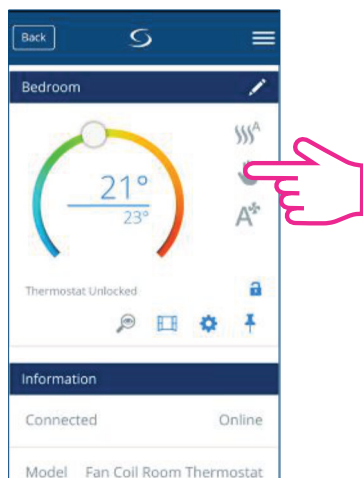 Back
Bedroom
A
21°
23°
A
Thermostat Unlocked
Information
Connected Online
Model Fan Coil Room Thermostat